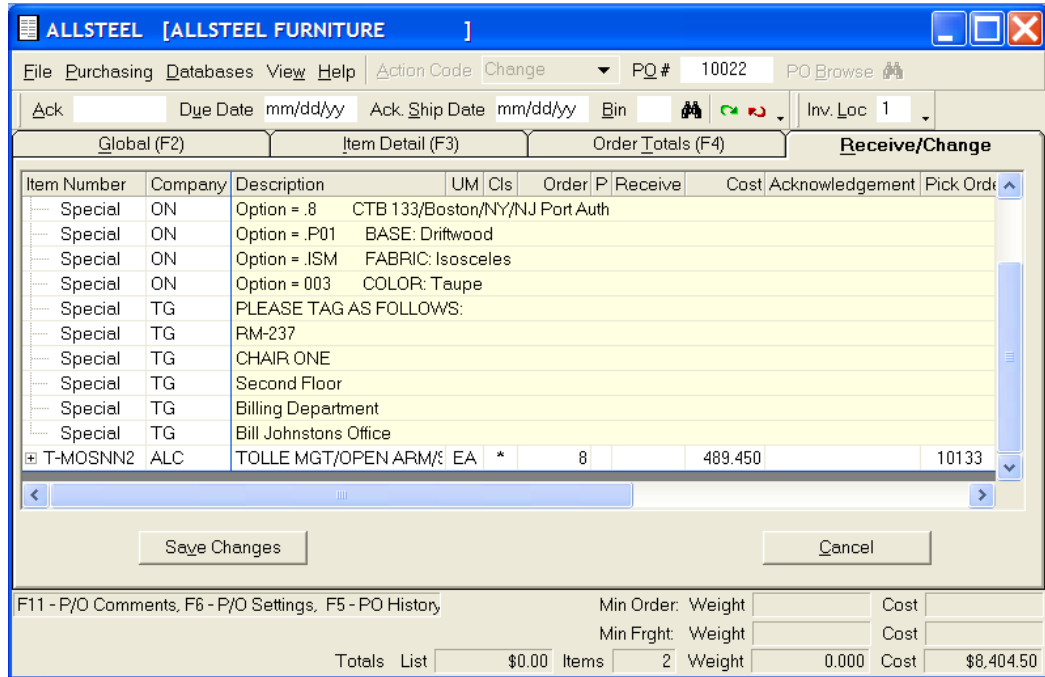 ALLSTEEL [ALLSTEEL FURNITURE ]
File Purchasing Databases View Help Action Code Change PO # 10022 PO Browse
Ack Due Date mm/dd/yy Ack. Ship Date mm/dd/yy Bin Inv. Loc 1
Global (F2) Item Detail (F3) Order Totals (F4) Receive/Change
Item Number Company Description UM Cls Order P Receive Cost Acknowledgement Pick Orde
Special ON Option = .8 CTB 133/Boston/NY/NJ Port Auth
Special ON Option = .P01 BASE: Driftwood
Special ON Option = .ISM FABRIC: Isosceles
Special ON Option = 003 COLOR: Taupe
Special TG PLEASE TAG AS FOLLOWS:
Special TG RM-237
Special TG CHAIR ONE
Special TG Second Floor
Special TG Billing Department
Special TG Bill Johnstons Office
T-MOSNN2 ALC TOLLE MGT/OPEN ARM/S EA * 8 489.450 10133
Save Changes Cancel
F11 - P/O Comments, F6 - P/O Settings, F5 - PO History Min Order: Weight Cost
Min Frght: Weight Cost
Totals List $0.00 Items 2 Weight 0.000 Cost $8,404.50